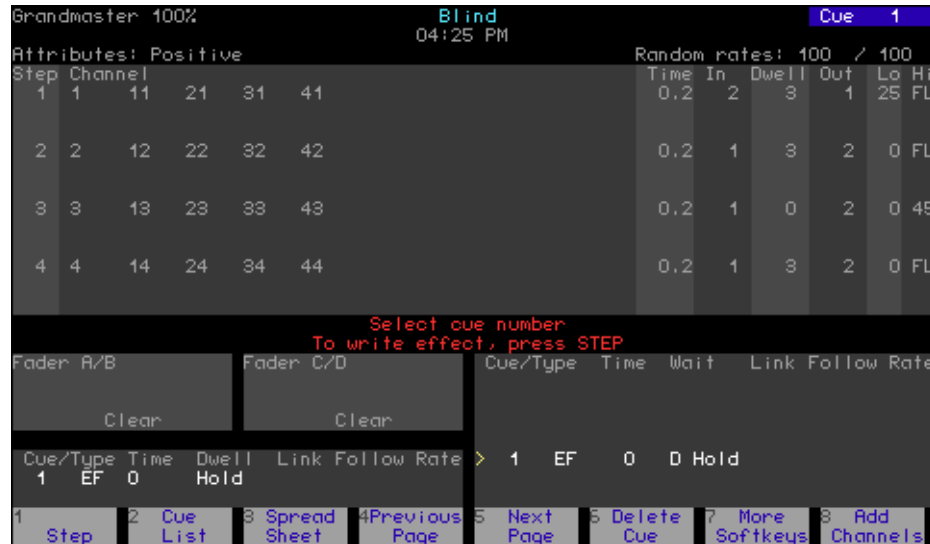 Grandmaster 100% Blind Cue 1
04:25 PM
Attributes: Positive Random rates: 100 / 100
Step Channel Time In Dwell Out Lo Hi
1 1 11 21 31 41 0.2 2 3 1 25 FL
2 2 12 22 32 42 0.2 1 3 2 0 FL
3 3 13 23 33 43 0.2 1 0 2 0 45
4 4 14 24 34 44 0.2 1 3 2 0 FL
Select cue number
To write effect, press STEP
Fader A/B Fader C/D Cue/Type Time Wait Link Follow Rate
Clear Clear
Cue/Type Time Dwell Link Follow Rate > 1 EF 0 D Hold
1 EF 0 Hold
1 2 Cue 3 Spread 4Previous 5 Next 6 Delete 7 More 8 Add
Step List Sheet Page Page Cue Softkeys Channels